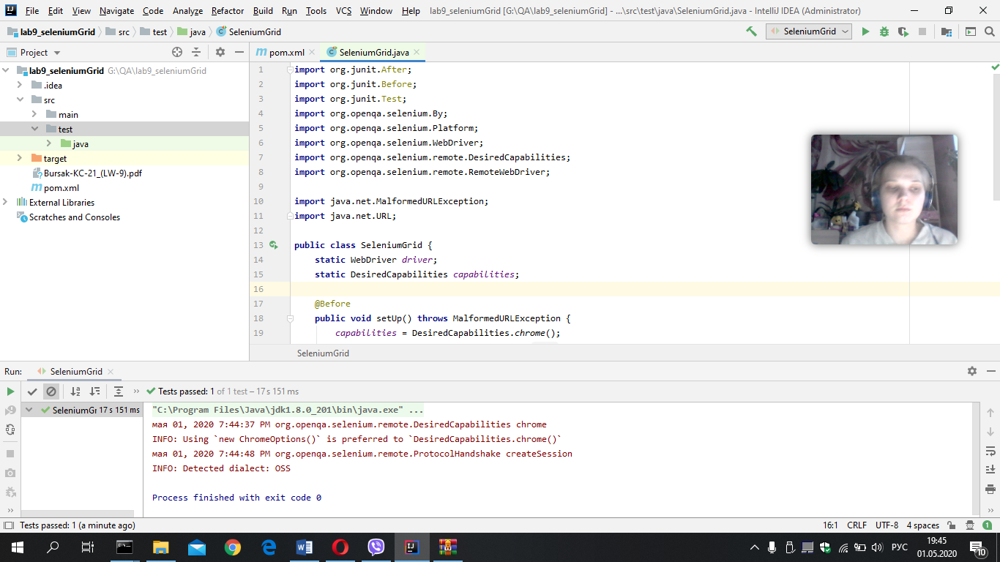 File Edit View Navigate Code Analyze Refactor Build Run Tools VCS Window Help lab9_seleniumGrid [G:\QA\lab9_seleniumGrid] - ...\src\test\java\SeleniumGrid.java - IntelliJ IDEA (Administrator)
lab9_seleniumGrid src test java SeleniumGrid SeleniumGrid
Project pom.xml SeleniumGrid.java
lab9_seleniumGrid G:\QA\lab9_seleniumGrid
.idea
src
main
test
java
target
Bursak-KC-21_(LW-9).pdf
pom.xml
External Libraries
Scratches and Consoles
1 import org.junit.After;
2 import org.junit.Before;
3 import org.junit.Test;
4 import org.openqa.selenium.By;
5 import org.openqa.selenium.Platform;
6 import org.openqa.selenium.WebDriver;
7 import org.openqa.selenium.remote.DesiredCapabilities;
8 import org.openqa.selenium.remote.RemoteWebDriver;
9
10 import java.net.MalformedURLException;
11 import java.net.URL;
12
13 public class SeleniumGrid {
14 static WebDriver driver;
15 static DesiredCapabilities capabilities;
16
17 @Before
18 public void setUp() throws MalformedURLException {
19 capabilities = DesiredCapabilities.chrome();
SeleniumGrid
Run: SeleniumGrid
Tests passed: 1 of 1 test – 17 s 151 ms
SeleniumGr 17 s 151 ms
"C:\Program Files\Java\jdk1.8.0_201\bin\java.exe" ...
мая 01, 2020 7:44:37 PM org.openqa.selenium.remote.DesiredCapabilities chrome
INFO: Using `new ChromeOptions()` is preferred to `DesiredCapabilities.chrome()`
мая 01, 2020 7:44:48 PM org.openqa.selenium.remote.ProtocolHandshake createSession
INFO: Detected dialect: OSS
Process finished with exit code 0
Tests passed: 1 (a minute ago) 16:1 CRLF UTF-8 4 spaces 1
РУС 19:45
01.05.2020 10